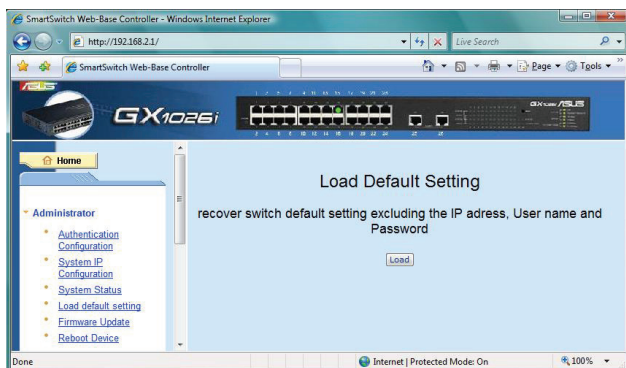 SmartSwitch Web-Base Controller - Windows Internet Explorer
http://192.168.2.1/
Live Search
SmartSwitch Web-Base Controller
Page
Tools
ASUS
GX1026i
ASUS
Home
Administrator
Authentication
Configuration
System IP
Configuration
System Status
Load default setting
Firmware Update
Reboot Device
Load Default Setting
recover switch default setting excluding the IP adress, User name and
Password
Load
Done
Internet | Protected Mode: On
100%